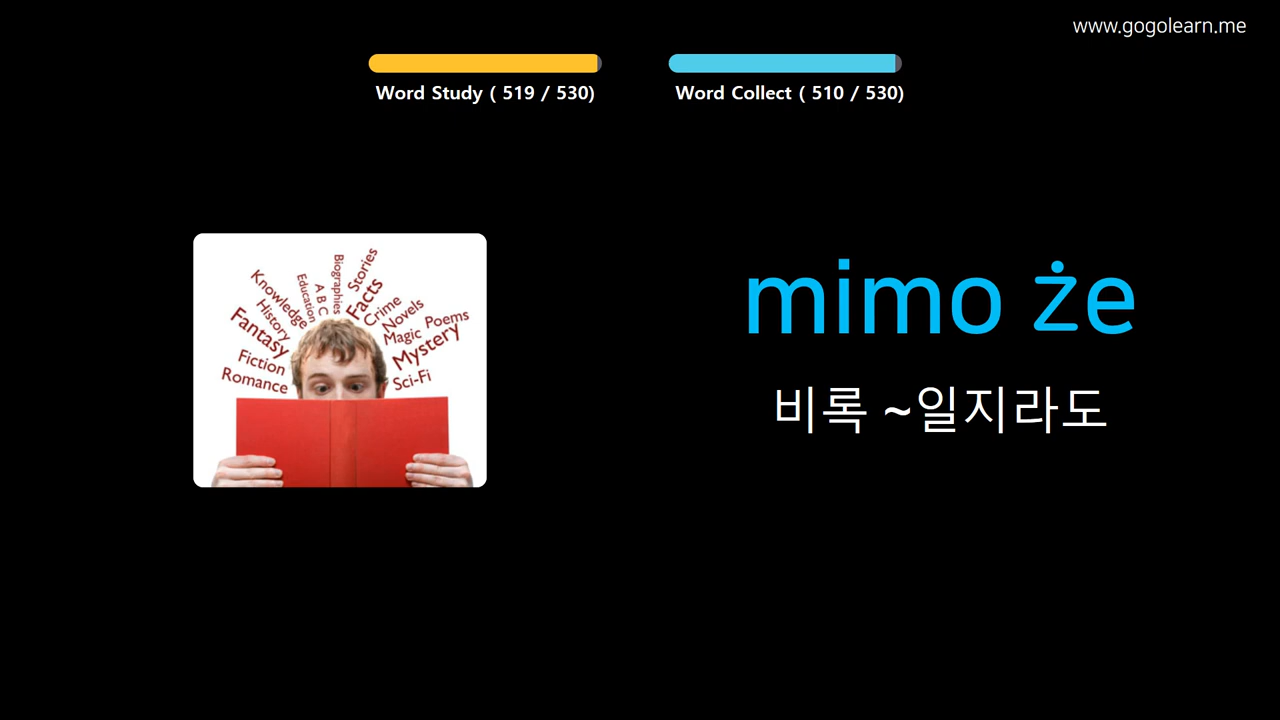 www.gogolearn.me
Word Study ( 519 / 530)
Word Collect ( 510 / 530)
Knowledge
History
Fantasy
Fiction
Romance
Education
A B C
Biographies
Stories
Facts
Crime
Novels
Magic
Poems
Mystery
Sci-Fi
mimo że
비록 ~일지라도